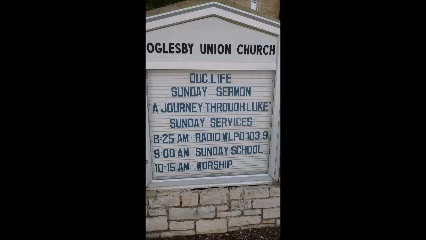 OGLESBY UNION CHURCH
OUC.LIFE
SUNDAY SERMON
"A JOURNEY THROUGH LUKE"
SUNDAY SERVICES
8-25 AM RADIO WLPO 103.9
9-00 AM SUNDAY SCHOOL
10-15 AM WORSHIP